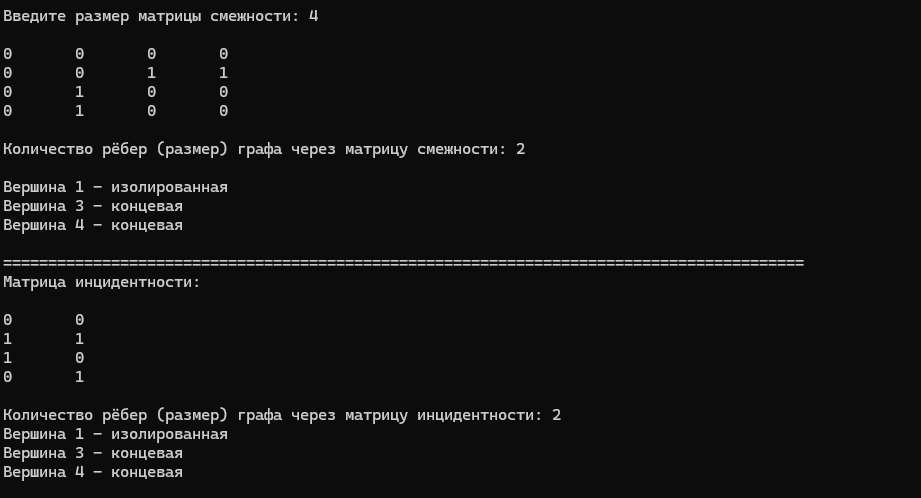 Введите размер матрицы смежности: 4
0 0 0 0
0 0 1 1
0 1 0 0
0 1 0 0
Количество рёбер (размер) графа через матрицу смежности: 2
Вершина 1 - изолированная
Вершина 3 - концевая
Вершина 4 - концевая
=========================================================================================
Матрица инцидентности:
0 0
1 1
1 0
0 1
Количество рёбер (размер) графа через матрицу инцидентности: 2
Вершина 1 - изолированная
Вершина 3 - концевая
Вершина 4 - концевая